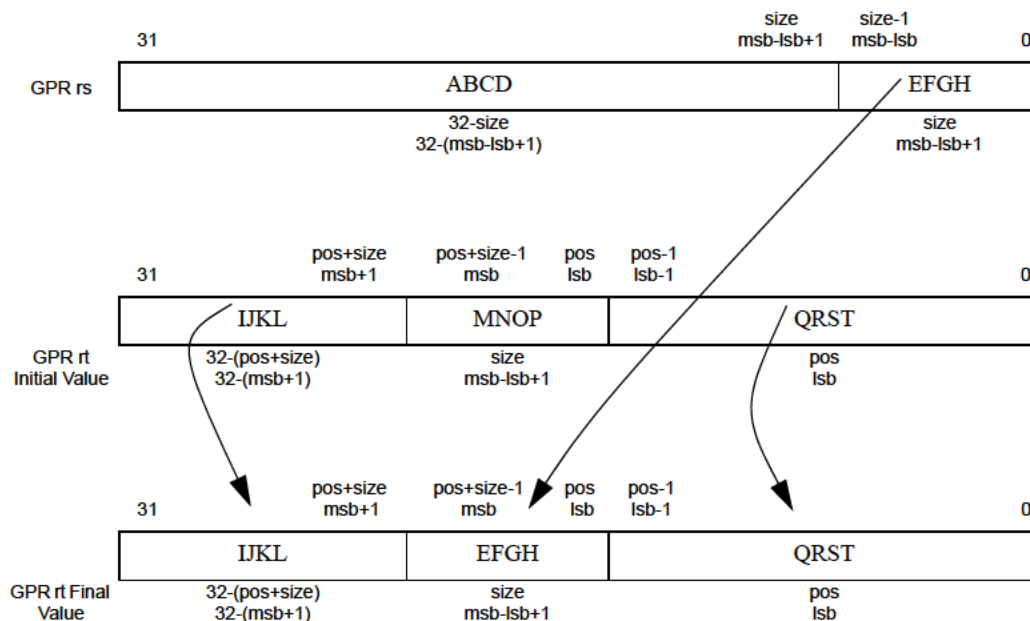 size size-1
31 msb-lsb+1 msb-lsb 0
GPR rs ABCD EFGH
32-size size
32-(msb-lsb+1) msb-lsb+1
pos+size pos+size-1 pos pos-1
31 msb+1 msb lsb lsb-1 0
IJKL MNOP QRST
GPR rt 32-(pos+size) size pos
Initial Value 32-(msb+1) msb-lsb+1 lsb
pos+size pos+size-1 pos pos-1
31 msb+1 msb lsb lsb-1 0
IJKL EFGH QRST
GPR rt Final 32-(pos+size) size pos
Value 32-(msb+1) msb-lsb+1 lsb